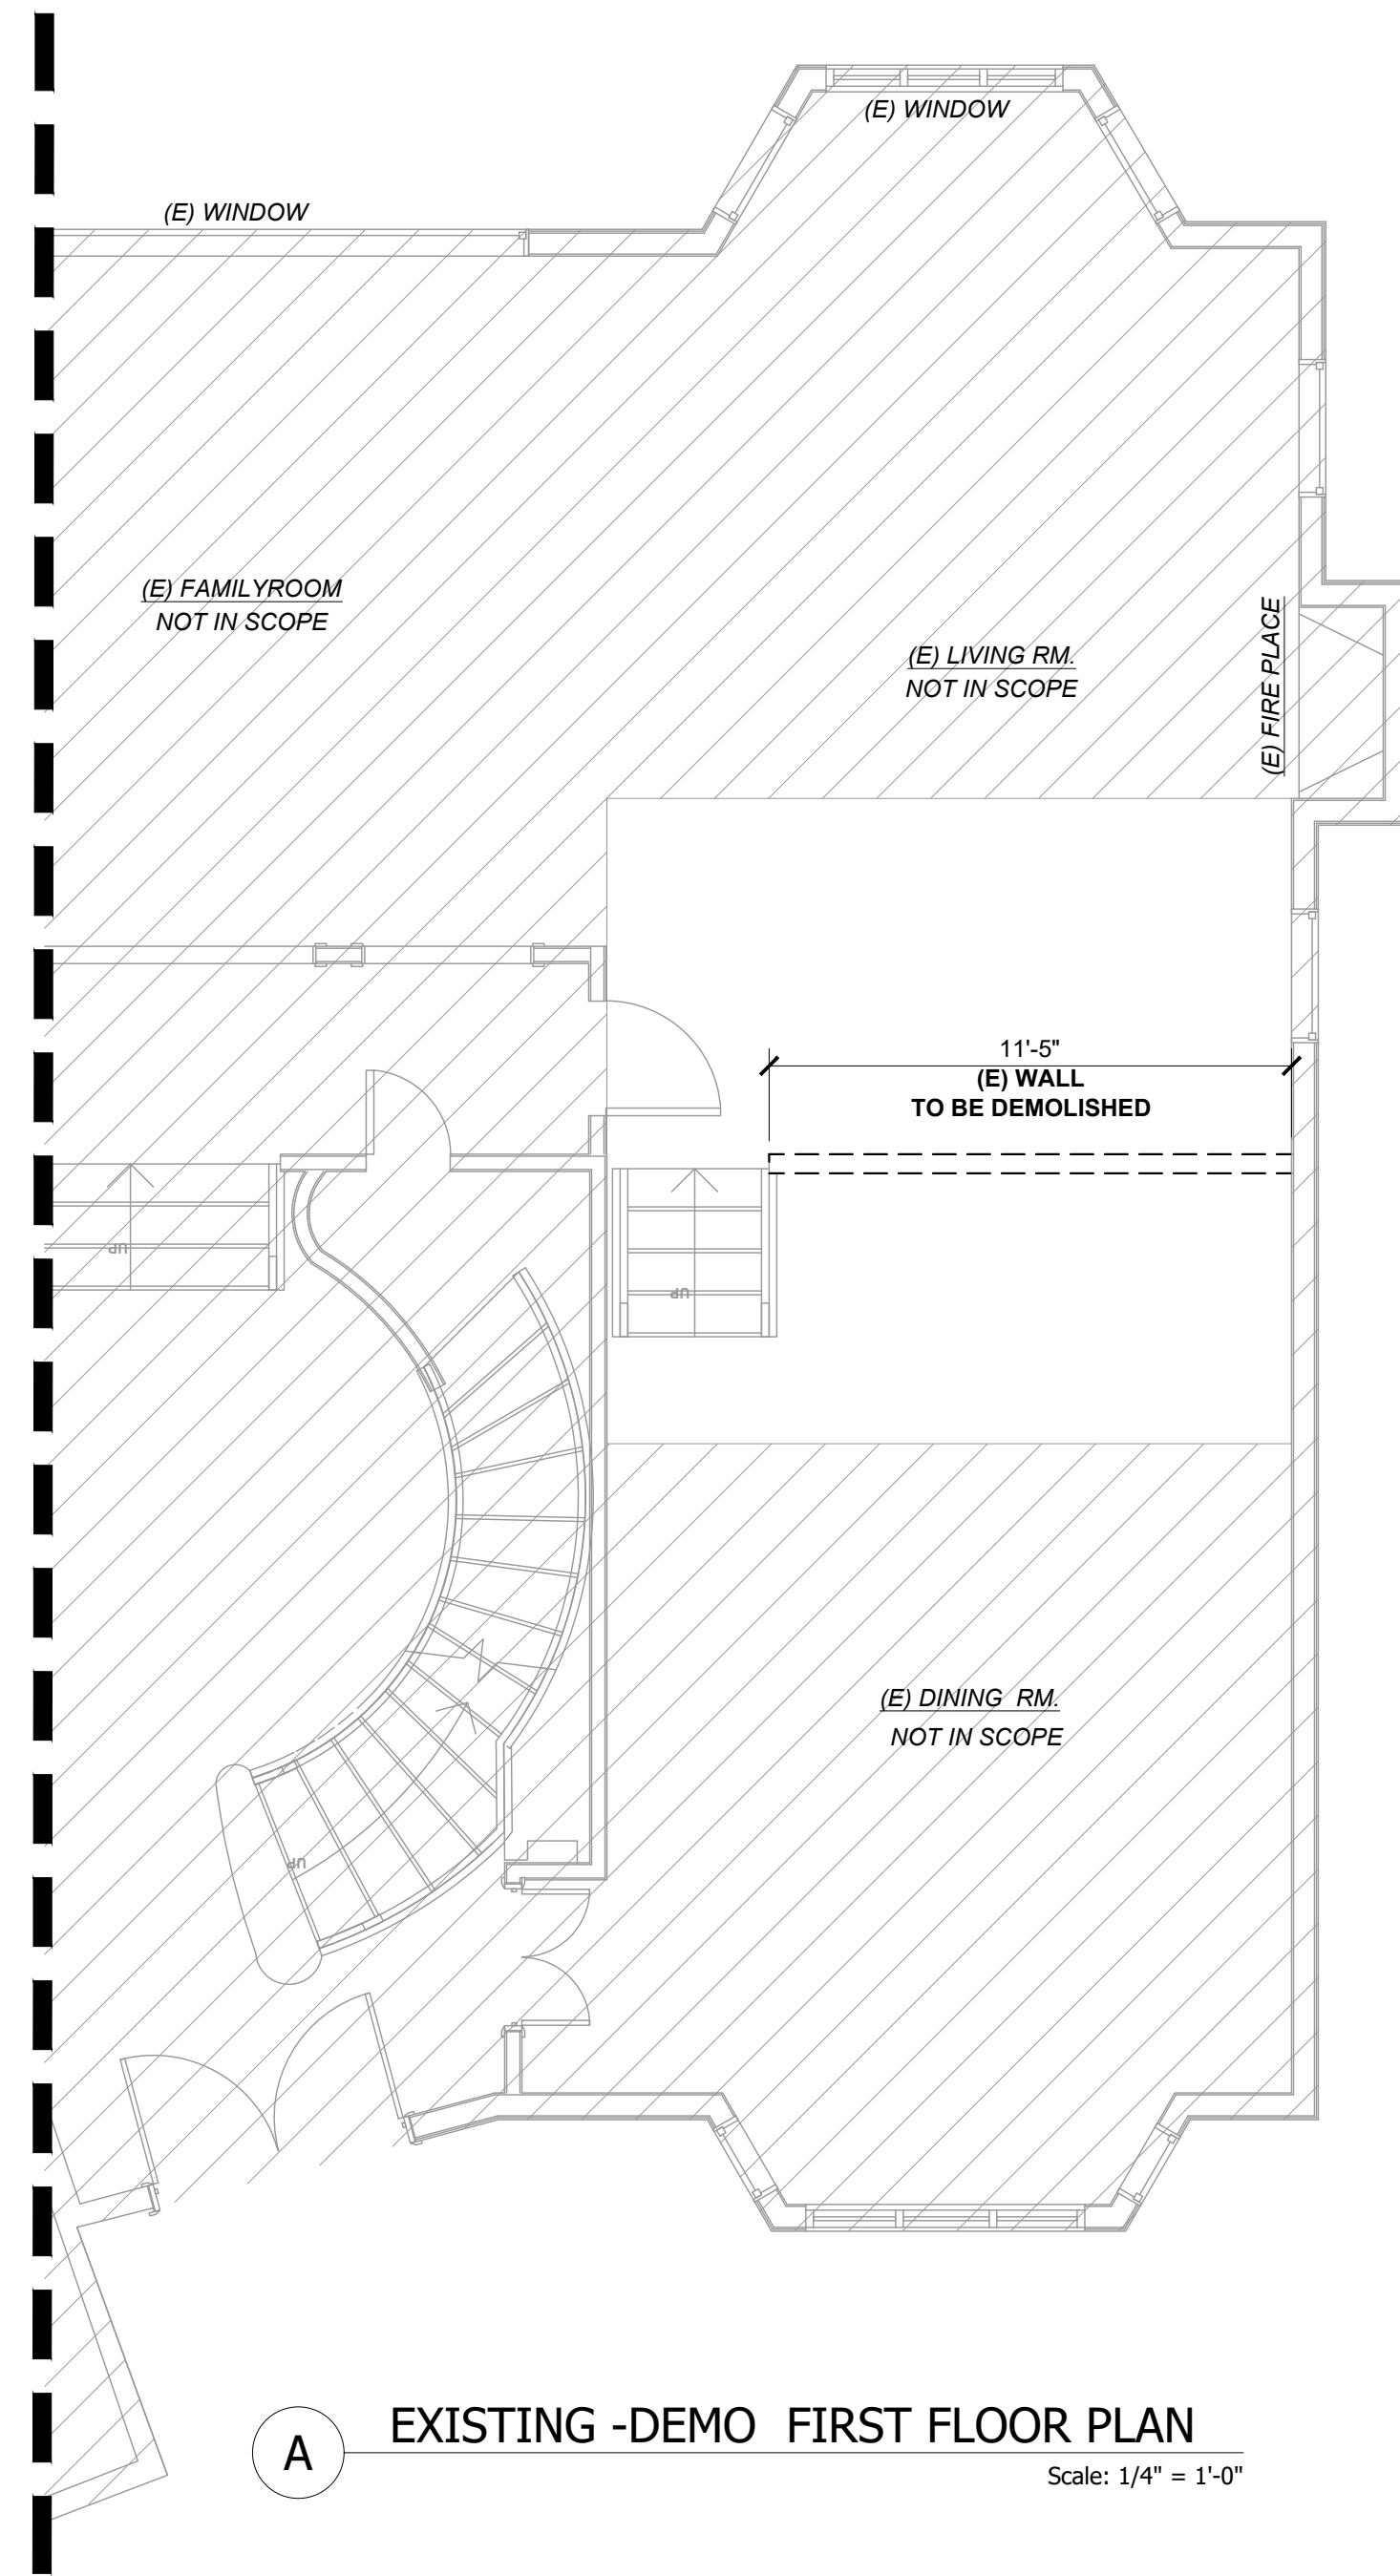 (E) WINDOW
(E) WINDOW
(E) FAMILYROOM
NOT IN SCOPE
(E) LIVING RM.
NOT IN SCOPE
(E) FIRE PLACE
11'-5"
(E) WALL
TO BE DEMOLISHED
UP
UP
(E) DINING RM.
NOT IN SCOPE
UP
A
EXISTING -DEMO FIRST FLOOR PLAN
Scale: 1/4" = 1'-0"